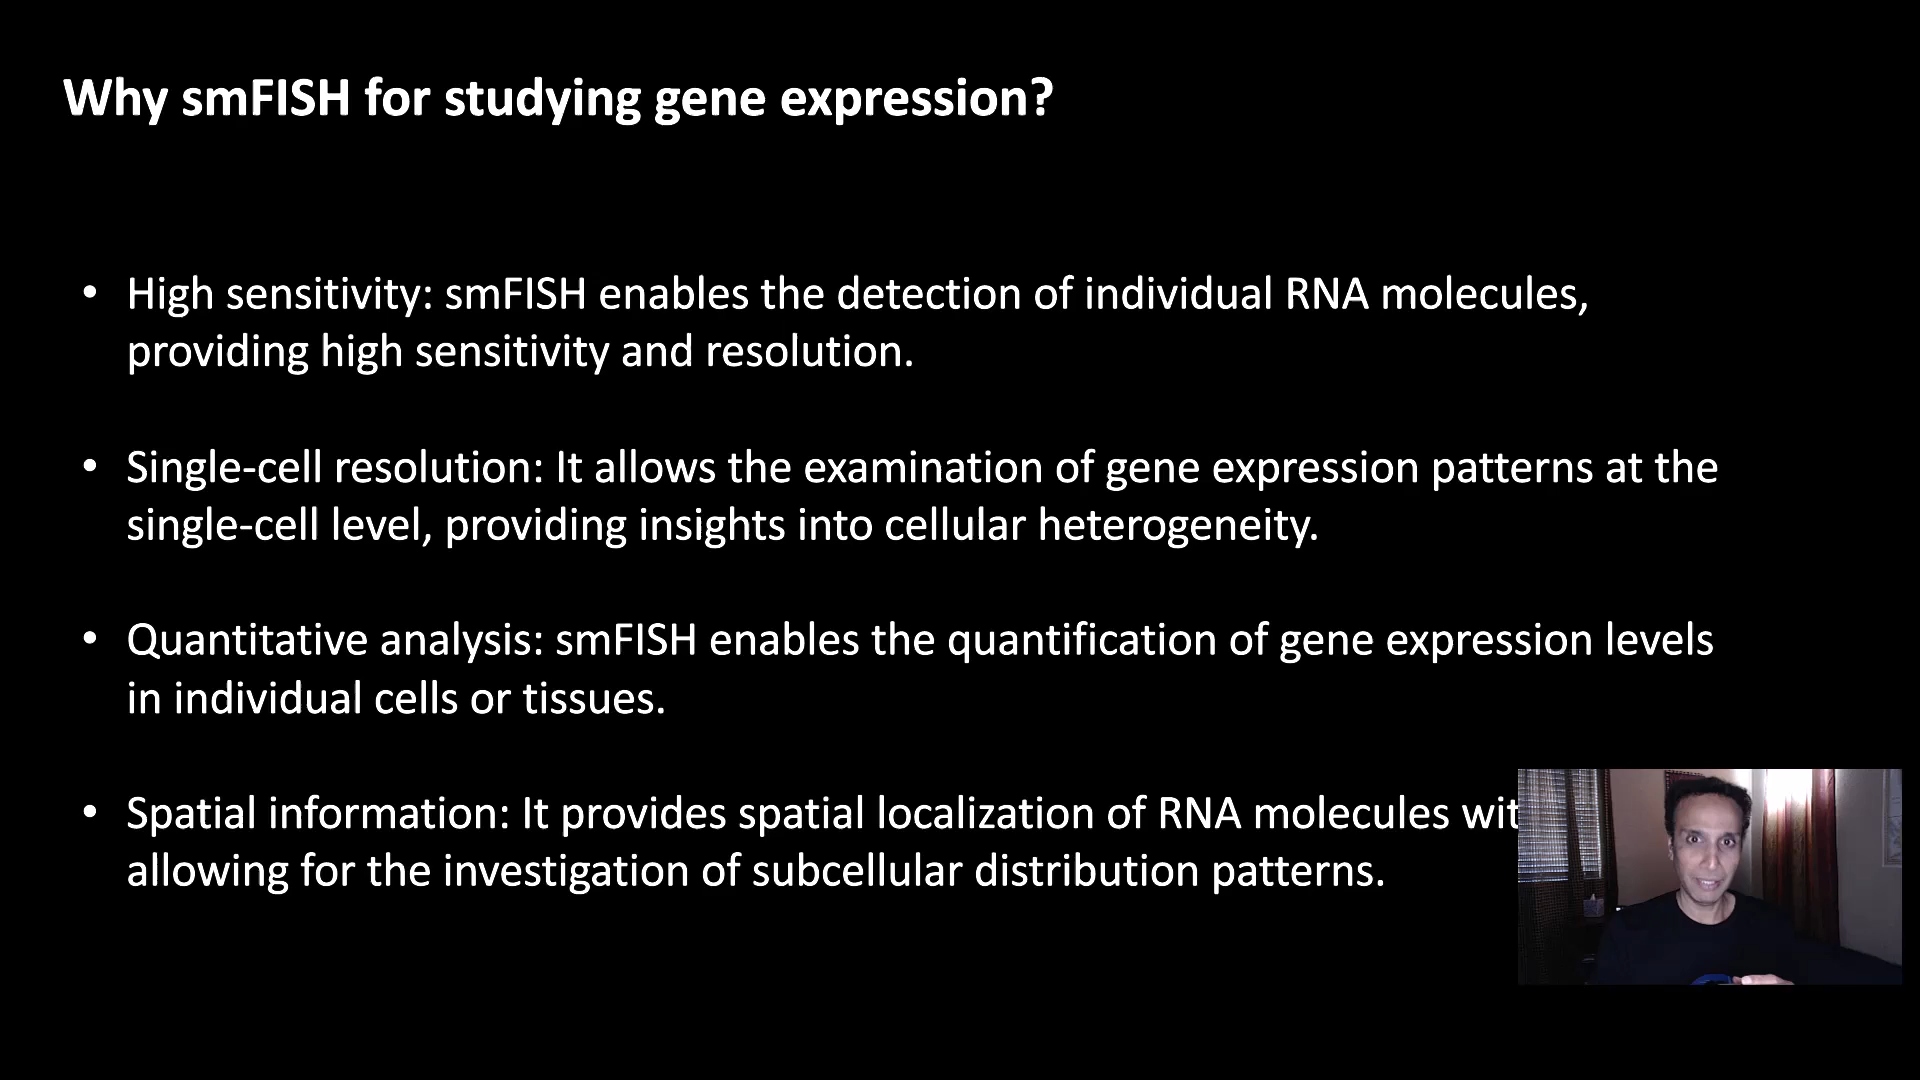 Why smFISH for studying gene expression?
• High sensitivity: smFISH enables the detection of individual RNA molecules,
providing high sensitivity and resolution.
• Single-cell resolution: It allows the examination of gene expression patterns at the
single-cell level, providing insights into cellular heterogeneity.
• Quantitative analysis: smFISH enables the quantification of gene expression levels
in individual cells or tissues.
• Spatial information: It provides spatial localization of RNA molecules
allowing for the investigation of subcellular distribution patterns.